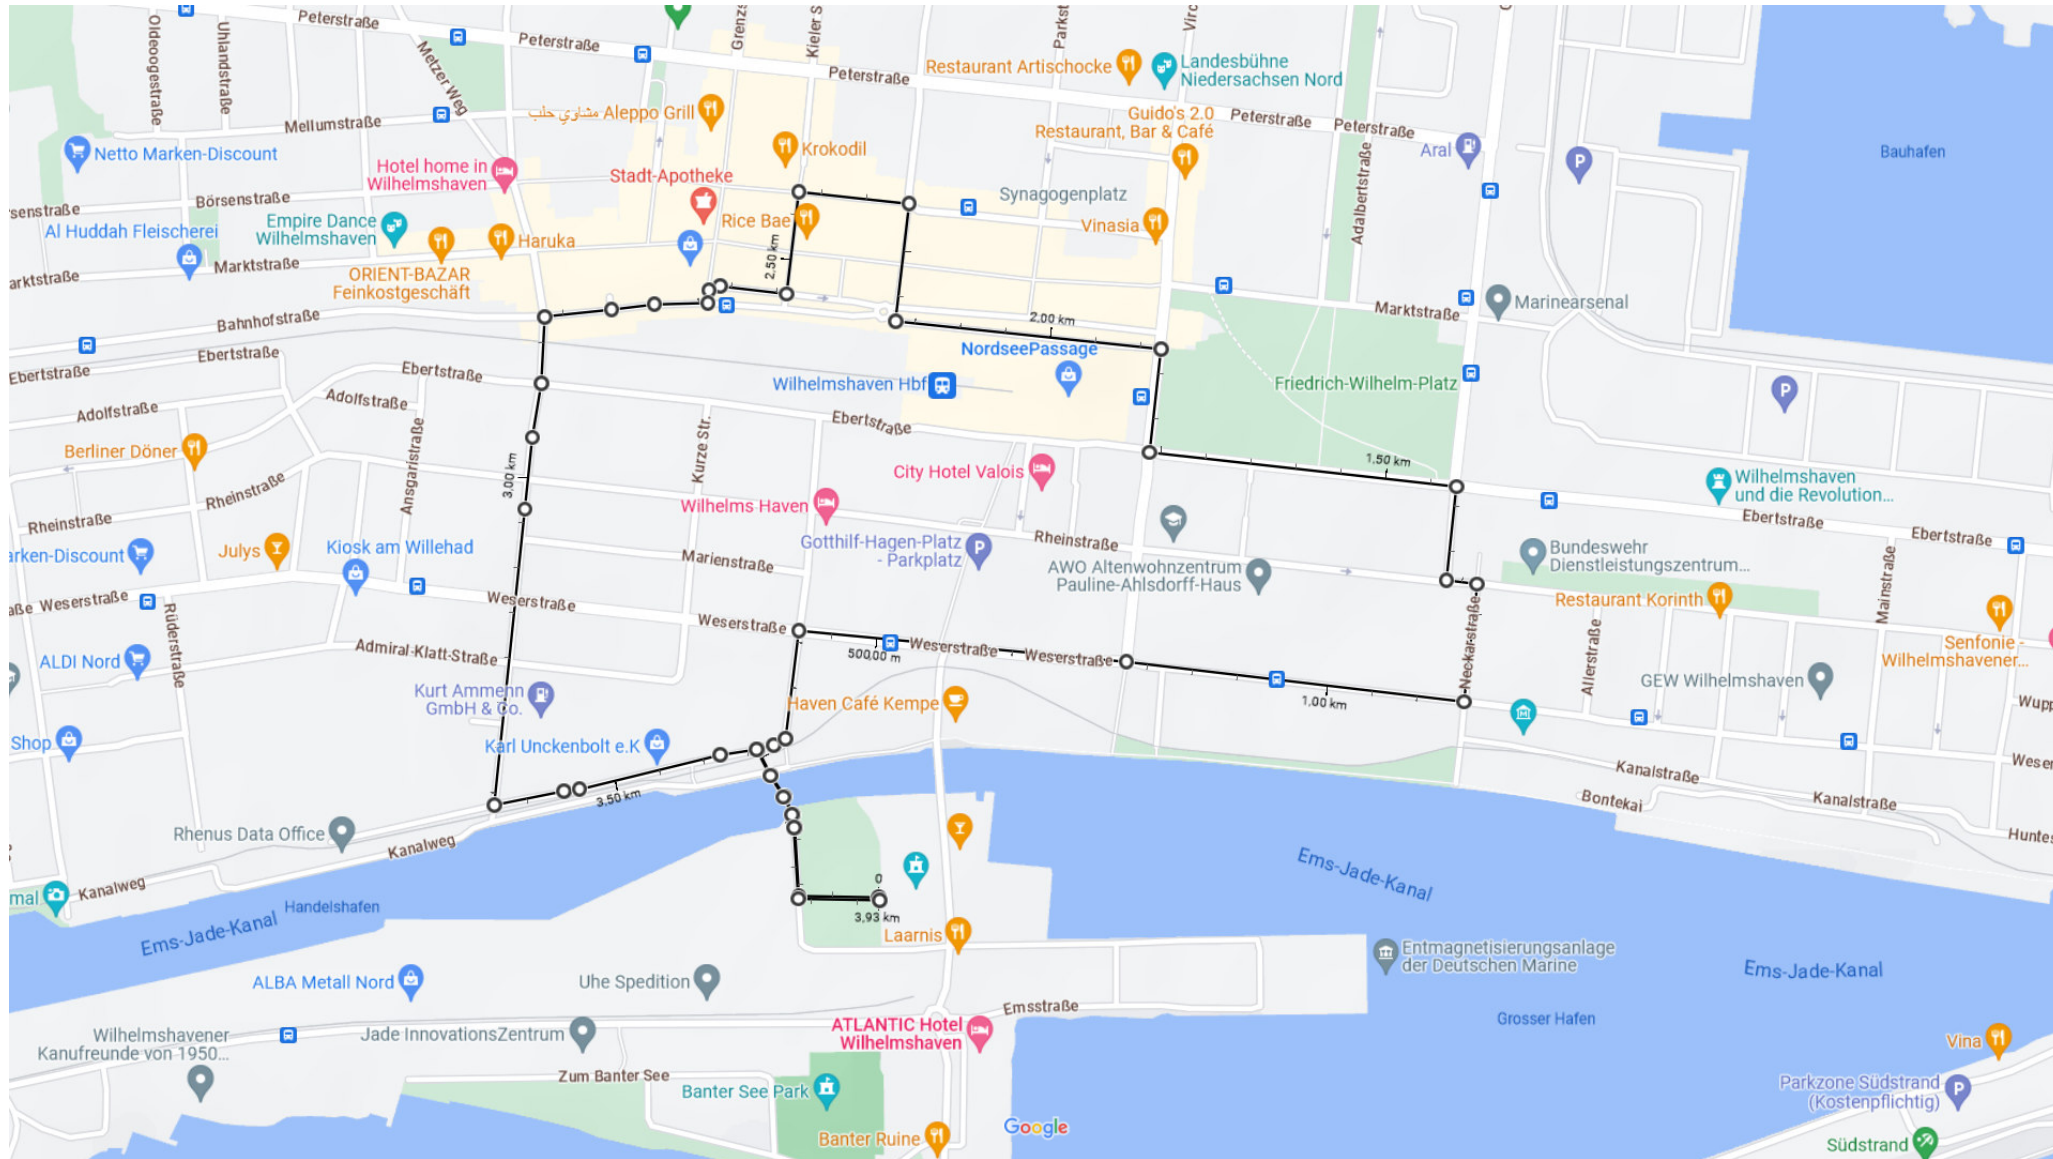 Peterstraße
Oldeoogestraße
Uhlandstraße
Metzer Weg
Peterstraße
Kieler S
Peterstraße
Restaurant Artischocke
Landesbühne
Niedersachsen Nord
Mellumstraße
مشاوي حلب Aleppo Grill
Guido's 2.0
Restaurant, Bar & Café
Peterstraße
Peterstraße
Aral
Bauhafen
Netto Marken-Discount
Krokodil
Hotel home in
Wilhelmshaven
Stadt-Apotheke
Synagogenplatz
Adalbertstraße
Börsenstraße
rsenstraße
Al Huddah Fleischerei
Empire Dance
Wilhelmshaven
Haruka
Rice Bae
Vinasia
2,50 km
arktstraße
Marktstraße
ORIENT-BAZAR
Feinkostgeschäft
Marktstraße
Marinearsenal
Bahnhofstraße
2,00 km
NordseePassage
Ebertstraße
Ebertstraße
Ebertstraße
Wilhelmshaven Hbf
Friedrich-Wilhelm-Platz
Adolfstraße
Adolfstraße
Ebertstraße
Berliner Döner
Ansgaristraße
Kurze Str.
3,00 km
City Hotel Valois
1,50 km
Wilhelmshaven
und die Revolution...
Rheinstraße
Rheinstraße
Wilhelms Haven
Ebertstraße
Ebertstraße
arken-Discount
Julys
Kiosk am Willehad
Marienstraße
Gotthilf-Hagen-Platz
- Parkplatz
Rheinstraße
AWO Altenwohnzentrum
Pauline-Ahlsdorff-Haus
Bundeswehr
Dienstleistungszentrum...
Restaurant Korinth
Mainstraße
aße
Weserstraße
Weserstraße
Weserstraße
500,00 m
Weserstraße
Weserstraße
Neckarstraße
Allerstraße
Senfonie -
Wilhelmshavener...
Rüderstraße
ALDI Nord
Admiral-Klatt-Straße
GEW Wilhelmshaven
Kurt Ammenn
GmbH & Co.
Haven Café Kempe
1,00 km
Wupp
Shop
Karl Unckenbolt e.K
Weser
Kanalstraße
Bontekai
Kanalstraße
3,50 km
Huntes
Rhenus Data Office
Kanalweg
Kanalweg
mal
Handelshafen
Ems-Jade-Kanal
Ems-Jade-Kanal
0
3,93 km
Laarnis
Entmagnetisierungsanlage
der Deutschen Marine
Ems-Jade-Kanal
ALBA Metall Nord
Uhe Spedition
Emsstraße
Grosser Hafen
Wilhelmshavener
Kanufreunde von 1950...
Jade InnovationsZentrum
ATLANTIC Hotel
Wilhelmshaven
Vina
Zum Banter See
Banter See Park
Parkzone Südstrand
(Kostenpflichtig)
Google
Banter Ruine
Südstrand